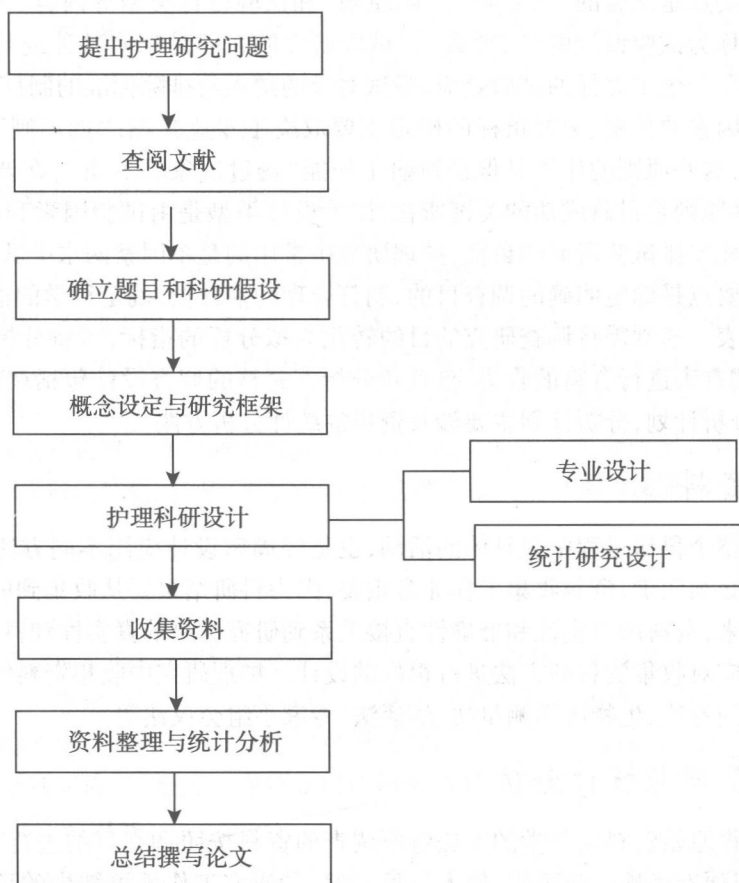 提出护理研究问题
查阅文献
确立题目和科研假设
概念设定与研究框架
专业设计
护理科研设计
统计研究设计
收集资料
资料整理与统计分析
总结撰写论文